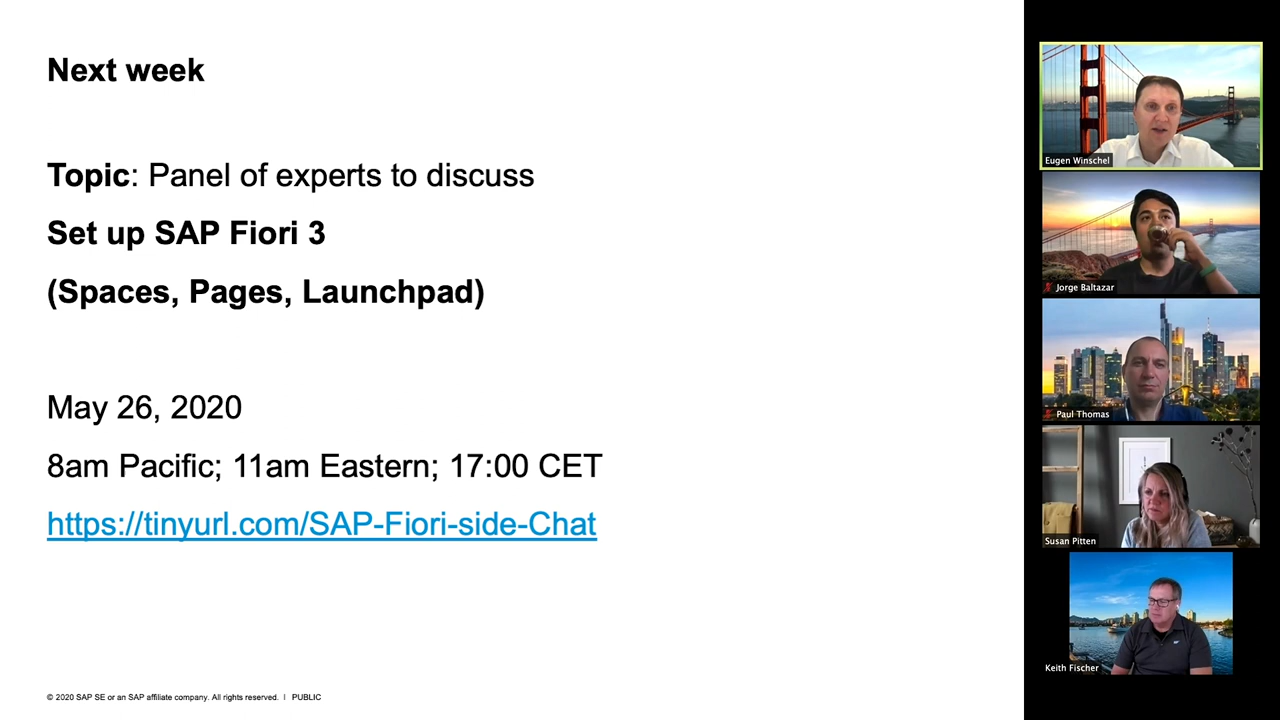 Next week
Topic: Panel of experts to discuss
Set up SAP Fiori 3
(Spaces, Pages, Launchpad)
May 26, 2020
8am Pacific; 11am Eastern; 17:00 CET
https://tinyurl.com/SAP-Fiori-side-Chat
© 2020 SAP SE or an SAP affiliate company. All rights reserved. I PUBLIC
Eugen Winschel
Jorge Baltazar
Paul Thomas
Susan Pitten
Keith Fischer